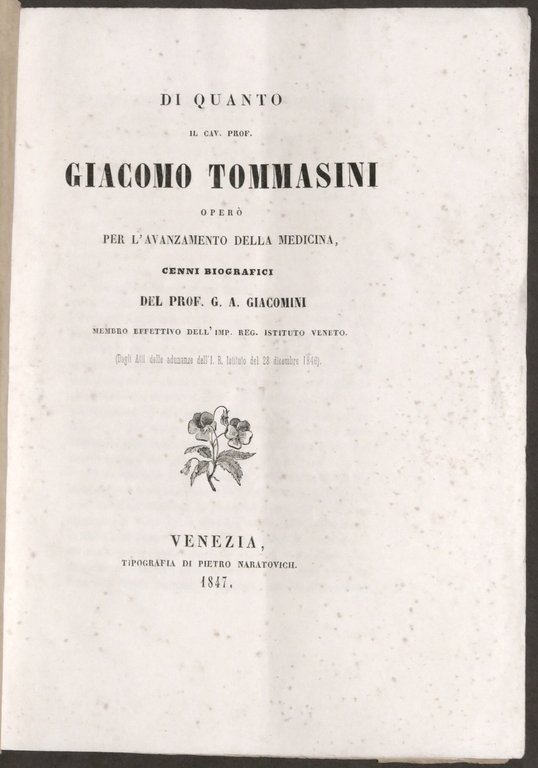 DI QUANTO
IL CAV. PROF.
GIACOMO TOMMASINI
OPERÒ
PER L'AVANZAMENTO DELLA MEDICINA,
CENNI BIOGRAFICI
DEL PROF. G. A. GIACOMINI
MEMBRO EFFETTIVO DELL'IMP. REG. ISTITUTO VENETO.
(Dagli Atti delle adunanze dell'I. R. Istituto del 28 dicembre 1846).
VENEZIA,
TIPOGRAFIA DI PIETRO NARATOVICH.
1847.